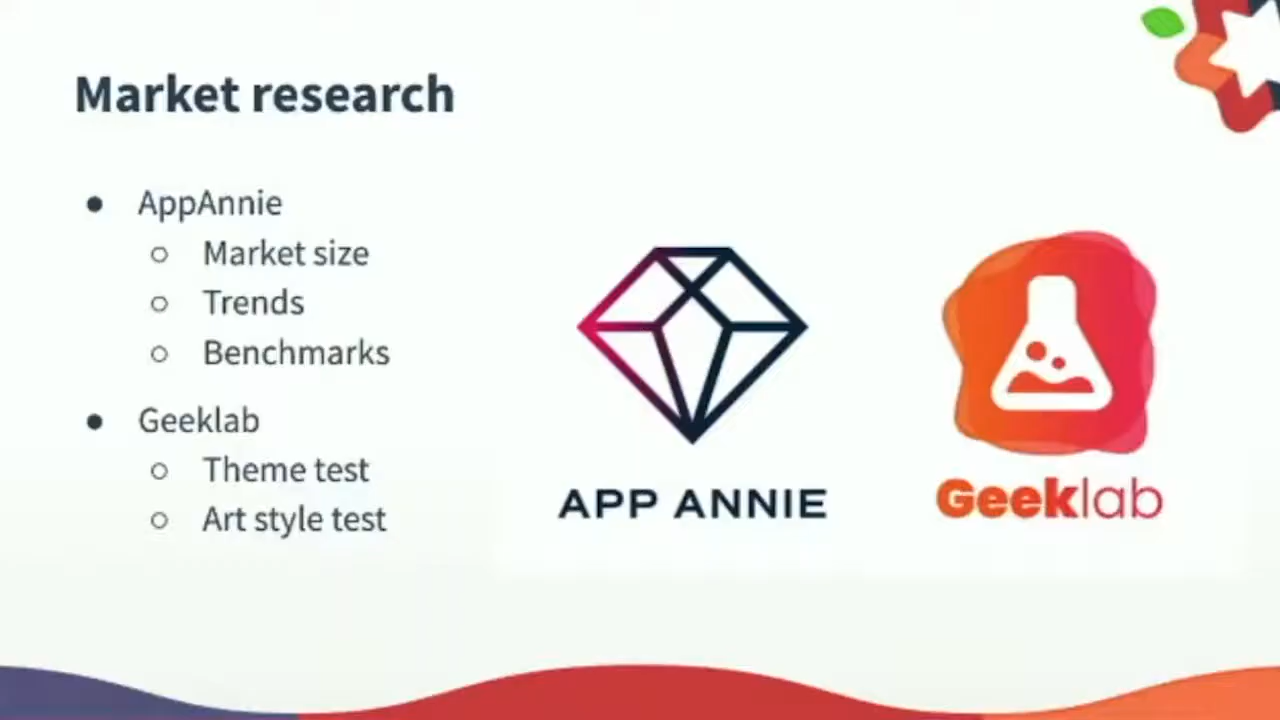 Market research
● AppAnnie
○ Market size
○ Trends
○ Benchmarks
● Geeklab
○ Theme test
○ Art style test
APP ANNIE
Geeklab